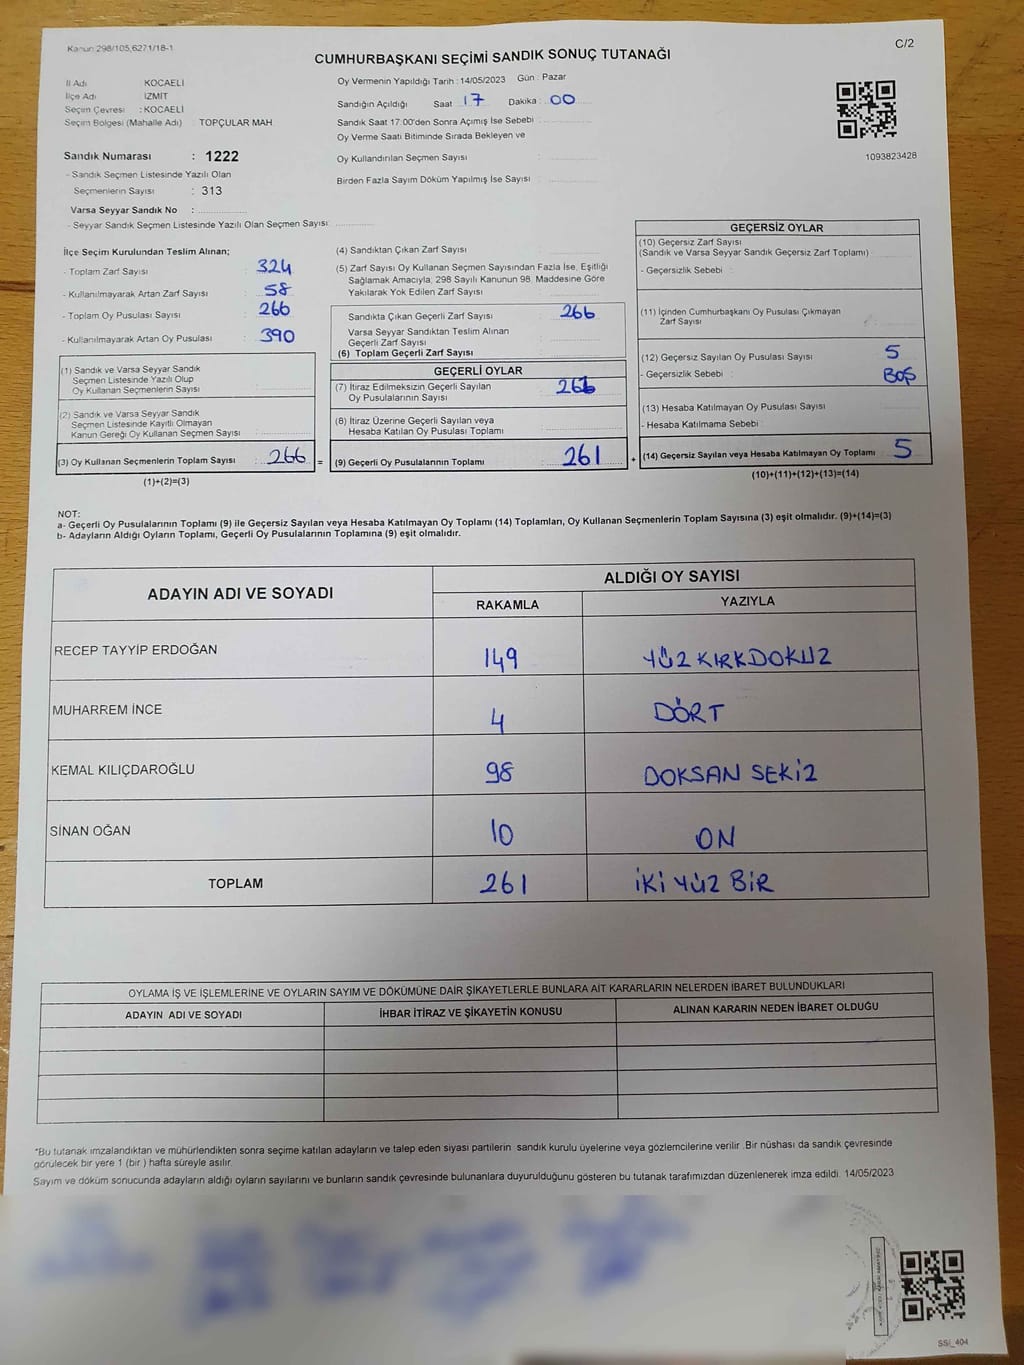 Kanun 298/105,6271/18-1
C/2
CUMHURBAŞKANI SEÇİMİ SANDIK SONUÇ TUTANAĞI
İl Adı KOCAELİ
İlçe Adı İZMİT
Seçim Çevresi : KOCAELİ
Seçim Bölgesi (Mahalle Adı) TOPÇULAR MAH.
Oy Vermenin Yapıldığı Tarih : 14/05/2023 Gün : Pazar
Sandığın Açıldığı Saat 17 Dakika : 00
Sandık Saat 17:00'den Sonra Açımış İse Sebebi :
Oy Verme Saati Bitiminde Sırada Bekleyen ve
Oy Kullandırılan Seçmen Sayısı :
Birden Fazla Sayım Döküm Yapılmış İse Sayısı :
1093823428
Sandık Numarası : 1222
- Sandık Seçmen Listesinde Yazılı Olan
Seçmenlerin Sayısı : 313
Varsa Seyyar Sandık No :
- Seyyar Sandık Seçmen Listesinde Yazılı Olan Seçmen Sayısı
İlçe Seçim Kurulundan Teslim Alınan;
- Toplam Zarf Sayısı : 324
- Kullanılmayarak Artan Zarf Sayısı : 58
- Toplam Oy Pusulası Sayısı : 266
- Kullanılmayarak Artan Oy Pusulası : 390
(1) Sandık ve Varsa Seyyar Sandık
Seçmen Listesinde Yazılı Olup
Oy Kullanan Seçmenlerin Sayısı :
(2) Sandık ve Varsa Seyyar Sandık
Seçmen Listesinde Kayıtlı Olmayan
Kanun Gereği Oy Kullanan Seçmen Sayısı :
(3) Oy Kullanan Seçmenlerin Toplam Sayısı : 266 =
(1)+(2)=(3)
(4) Sandıktan Çıkan Zarf Sayısı :
(5) Zarf Sayısı Oy Kullanan Seçmen Sayısından Fazla İse, Eşitliği
Sağlamak Amacıyla; 298 Sayılı Kanunun 98. Maddesine Göre
Yakılarak Yok Edilen Zarf Sayısı :
Sandıkta Çıkan Geçerli Zarf Sayısı : 266
Varsa Seyyar Sandıktan Teslim Alınan
Geçerli Zarf Sayısı :
(6) Toplam Geçerli Zarf Sayısı :
GEÇERLİ OYLAR
(7) İtiraz Edilmeksizin Geçerli Sayılan
Oy Pusulalarının Sayısı : 266
(8) İtiraz Üzerine Geçerli Sayılan veya
Hesaba Katılan Oy Pusulası Toplamı :
(9) Geçerli Oy Pusulalarının Toplamı : 261 +
GEÇERSİZ OYLAR
(10) Geçersiz Zarf Sayısı
(Sandık ve Varsa Seyyar Sandık Geçersiz Zarf Toplamı) :
- Geçersizlik Sebebi :
(11) İçinden Cumhurbaşkanı Oy Pusulası Çıkmayan
Zarf Sayısı :
(12) Geçersiz Sayılan Oy Pusulası Sayısı : 5
- Geçersizlik Sebebi : BOŞ
(13) Hesaba Katılmayan Oy Pusulası Sayısı :
- Hesaba Katılmama Sebebi :
(14) Geçersiz Sayılan veya Hesaba Katılmayan Oy Toplamı : 5
(10)+(11)+(12)+(13)=(14)
NOT:
a- Geçerli Oy Pusulalarının Toplamı (9) ile Geçersiz Sayılan veya Hesaba Katılmayan Oy Toplamı (14) Toplamları, Oy Kullanan Seçmenlerin Toplam Sayısına (3) eşit olmalıdır. (9)+(14)=(3)
b- Adayların Aldığı Oyların Toplamı, Geçerli Oy Pusulalarının Toplamına (9) eşit olmalıdır.
ADAYIN ADI VE SOYADI
ALDIĞI OY SAYISI
RAKAMLA YAZIYLA
RECEP TAYYİP ERDOĞAN 149 YÜZ KIRKDOKUZ
MUHARREM İNCE 4 DÖRT
KEMAL KILIÇDAROĞLU 98 DOKSAN SEKİZ
SİNAN OĞAN 10 ON
TOPLAM 261 İKİ YÜZ BİR
OYLAMA İŞ VE İŞLEMLERİNE VE OYLARIN SAYIM VE DÖKÜMÜNE DAİR ŞİKAYETLERLE BUNLARA AİT KARARLARIN NELERDEN İBARET BULUNDUKLARI
ADAYIN ADI VE SOYADI İHBAR İTİRAZ VE ŞİKAYETİN KONUSU ALINAN KARARIN NEDEN İBARET OLDUĞU
*Bu tutanak imzalandıktan ve mühürlendikten sonra seçime katılan adayların ve talep eden siyasi partilerin sandık kurulu üyelerine veya gözlemcilerine verilir .Bir nüshası da sandık çevresinde
görülecek bir yere 1 (bir ) hafta süreyle asılır.
Sayım ve döküm sonucunda adayların aldığı oyların sayılarını ve bunların sandık çevresinde bulunanlara duyurulduğunu gösteren bu tutanak tarafımızdan düzenlenerek imza edildi. 14/05/2023
SSİ_404